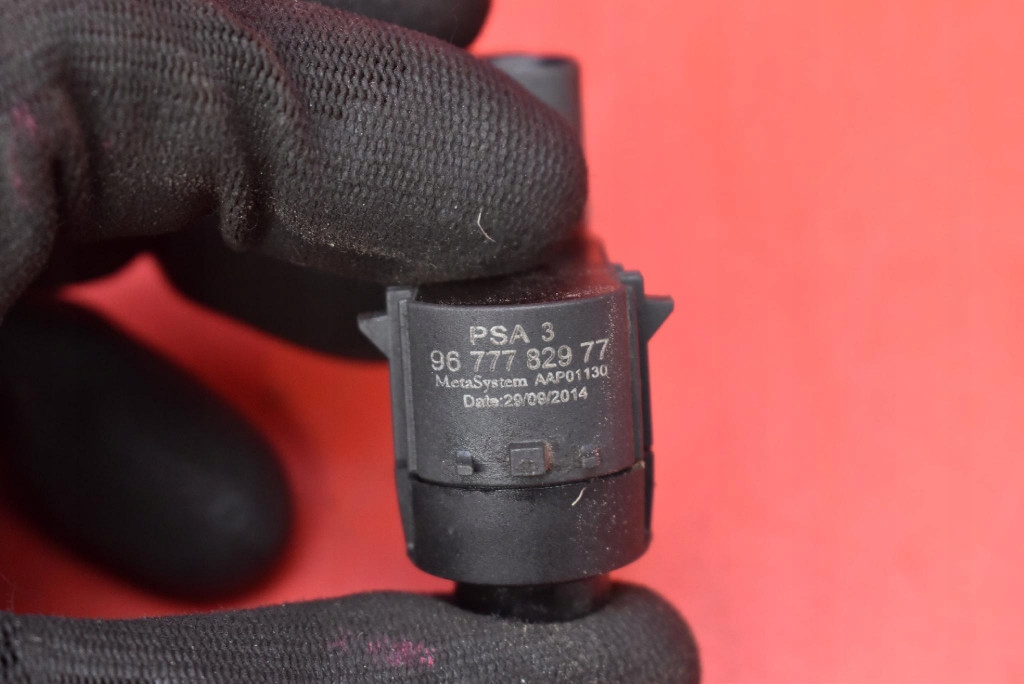 PSA 3
96 777 829 77
MetaSystem AAP01130
Date:29/09/2014